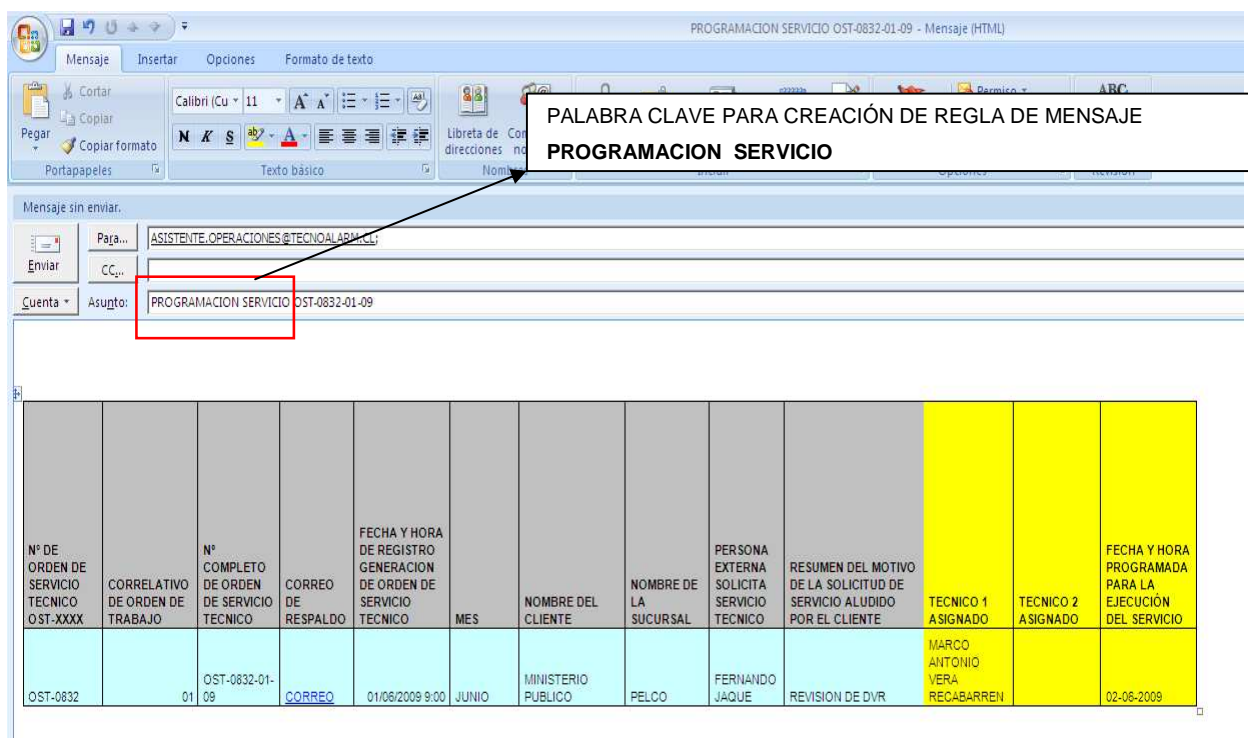 PROGRAMACION SERVICIO OST-0832-01-09 - Mensaje (HTML)
Mensaje Insertar Opciones Formato de texto
Cortar
Copiar
Copiar formato
Pegar
Portapapeles
Calibri (Cu 11
N K S
Texto básico
Libreta de direcciones
Permiso
ABC
PALABRA CLAVE PARA CREACIÓN DE REGLA DE MENSAJE
PROGRAMACION SERVICIO
Mensaje sin enviar.
Enviar
Para... ASISTENTE.OPERACIONES@TECNOALARM.CL;
CC...
Cuenta
Asunto: PROGRAMACION SERVICIO OST-0832-01-09
Nº DE
ORDEN DE
SERVICIO
TECNICO
OST-XXXX
CORRELATIVO
DE ORDEN DE
TRABAJO
Nº
COMPLETO
DE ORDEN
DE SERVICIO
TECNICO
CORREO
DE
RESPALDO
FECHA Y HORA
DE REGISTRO
GENERACION
DE ORDEN DE
SERVICIO
TECNICO
MES
NOMBRE DEL
CLIENTE
NOMBRE DE
LA
SUCURSAL
PERSONA
EXTERNA
SOLICITA
SERVICIO
TECNICO
RESUMEN DEL MOTIVO
DE LA SOLICITUD DE
SERVICIO ALUDIDO
POR EL CLIENTE
TECNICO 1
ASIGNADO
TECNICO 2
ASIGNADO
FECHA Y HORA
PROGRAMADA
PARA LA
EJECUCIÓN
DEL SERVICIO
OST-0832
01
OST-0832-01-
09
CORREO
01/06/2009 9:00
JUNIO
MINISTERIO
PUBLICO
PELCO
FERNANDO
JAQUE
REVISION DE DVR
MARCO
ANTONIO
VERA
RECABARREN
02-06-2009